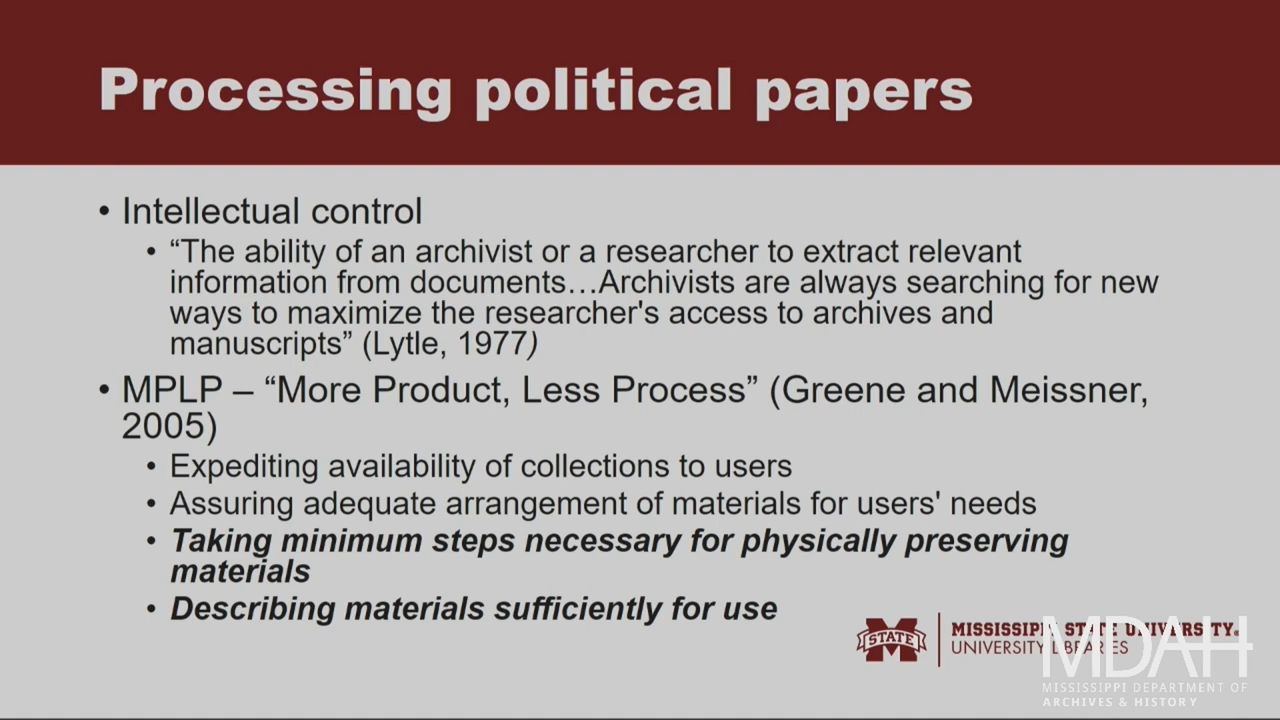 Processing political papers
• Intellectual control
• “The ability of an archivist or a researcher to extract relevant
information from documents…Archivists are always searching for new
ways to maximize the researcher's access to archives and
manuscripts” (Lytle, 1977)
• MPLP – “More Product, Less Process” (Greene and Meissner,
2005)
• Expediting availability of collections to users
• Assuring adequate arrangement of materials for users' needs
• Taking minimum steps necessary for physically preserving
materials
• Describing materials sufficiently for use
STATE
MISSISSIPPI STATE UNIVERSITY
UNIVERSITY LIBRARIES
MDAH
MISSISSIPPI DEPARTMENT OF
ARCHIVES & HISTORY